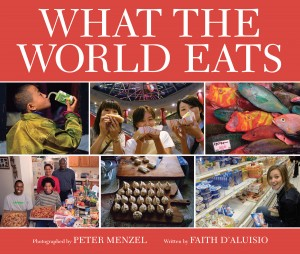 WHAT THE
WORLD EATS
Photographed by PETER MENZEL Written by FAITH D'ALUISIO